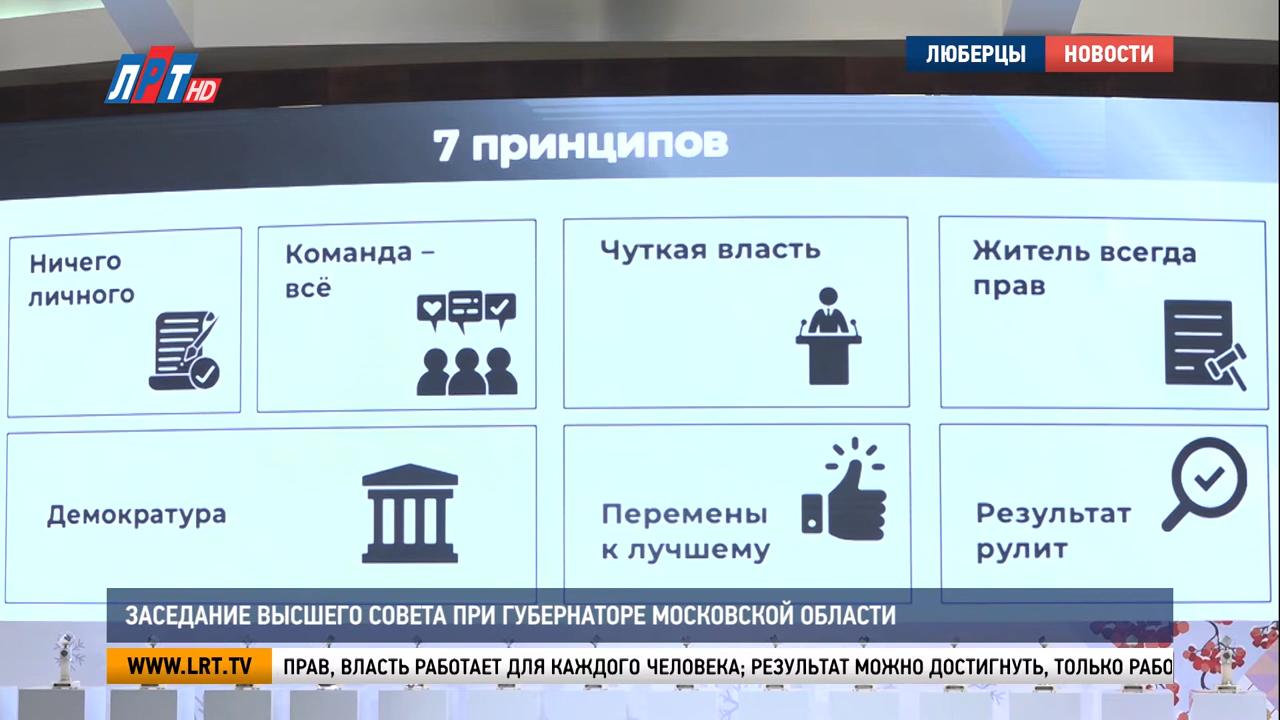 ЛРТ HD
ЛЮБЕРЦЫ НОВОСТИ
7 принципов
Ничего
личного
Команда –
всё
Чуткая власть
Житель всегда
прав
Демократура
Перемены
к лучшему
Результат
рулит
ЗАСЕДАНИЕ ВЫСШЕГО СОВЕТА ПРИ ГУБЕРНАТОРЕ МОСКОВСКОЙ ОБЛАСТИ
WWW.LRT.TV
ПРАВ, ВЛАСТЬ РАБОТАЕТ ДЛЯ КАЖДОГО ЧЕЛОВЕКА; РЕЗУЛЬТАТ МОЖНО ДОСТИГНУТЬ, ТОЛЬКО РАБО